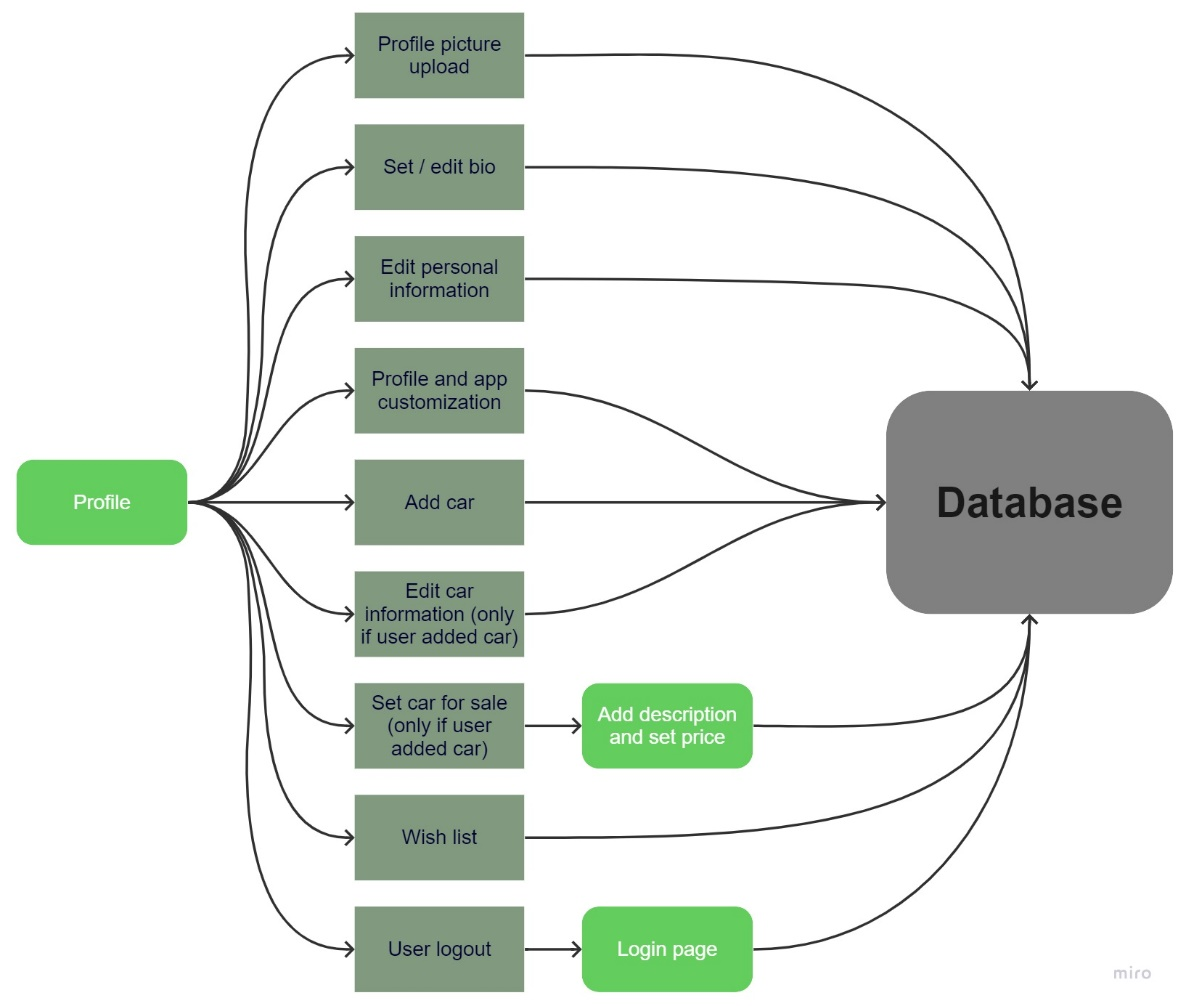 Profile picture
upload
Set / edit bio
Edit personal
information
Profile and app
customization
Profile
Add car
Database
Edit car
information (only
if user added car)
Set car for sale
(only if user
added car)
Add description
and set price
Wish list
User logout
Login page
miro